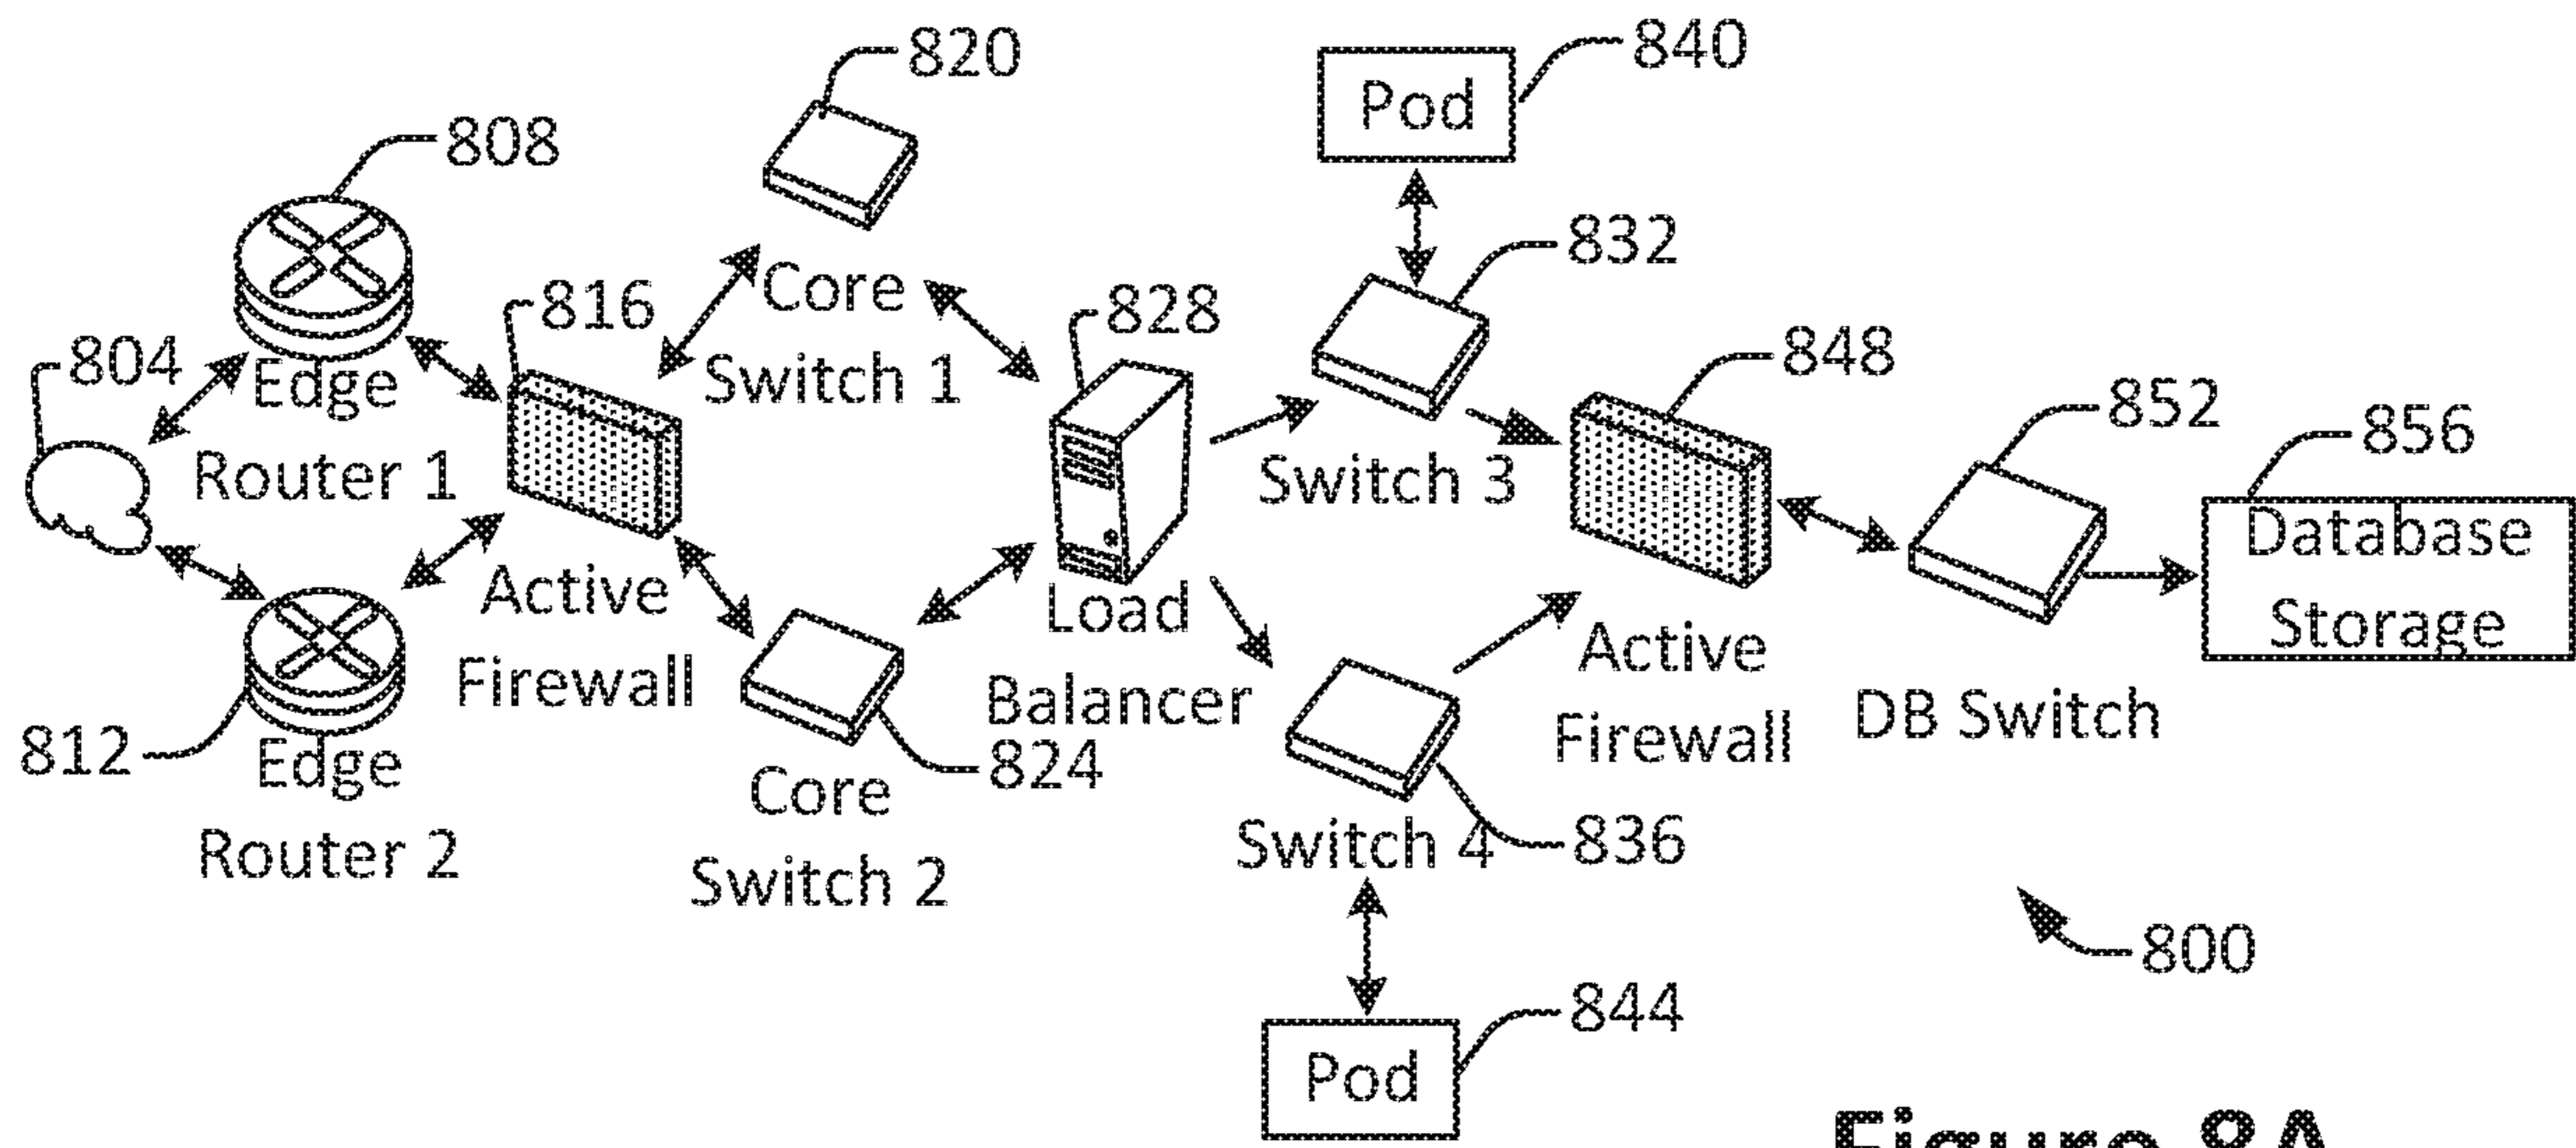 820
840
Pod
808
832
816
828
Core
Switch 1
804
Edge
Router 1
848
Switch 3
852
856
Database
Storage
Active
Firewall
Load
Balancer
Active
Firewall
DB Switch
812
Edge
Router 2
824
Core
Switch 2
Switch 4
836
800
844
Pod
Figure 8A